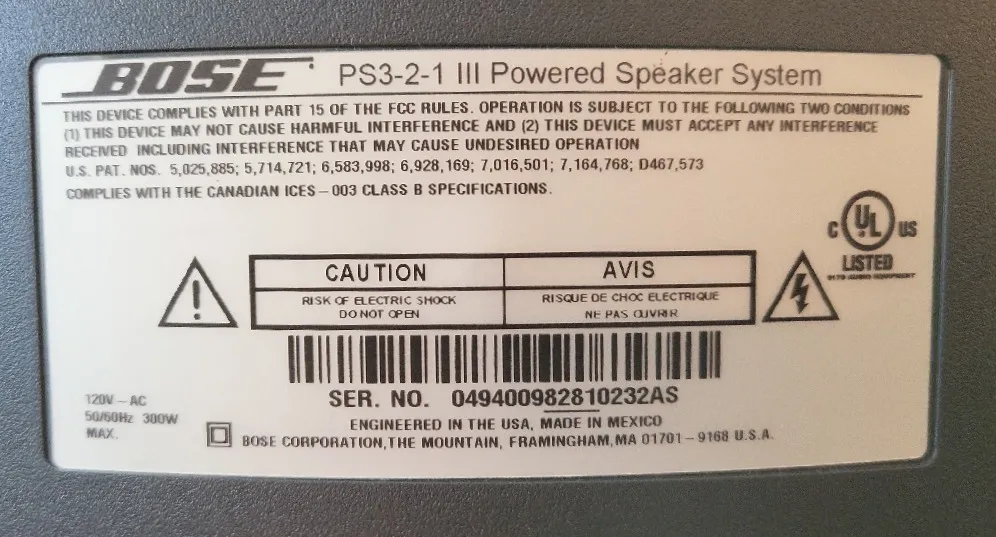 BOSE PS3-2-1 III Powered Speaker System
THIS DEVICE COMPLIES WITH PART 15 OF THE FCC RULES. OPERATION IS SUBJECT TO THE FOLLOWING TWO CONDITIONS
(1) THIS DEVICE MAY NOT CAUSE HARMFUL INTERFERENCE AND (2) THIS DEVICE MUST ACCEPT ANY INTERFERENCE
RECEIVED INCLUDING INTERFERENCE THAT MAY CAUSE UNDESIRED OPERATION
U.S. PAT. NOS. 5,025,885; 5,714,721; 6,583,998; 6,928,169; 7,016,501; 7,164,768; D467,573
COMPLIES WITH THE CANADIAN ICES – 003 CLASS B SPECIFICATIONS.
C UL US
LISTED
AUDIO EQUIPMENT
CAUTION
RISK OF ELECTRIC SHOCK
DO NOT OPEN
AVIS
RISQUE DE CHOC ELECTRIQUE
NE PAS OUVRIR
SER. NO. 049400982810232AS
120V – AC
50/60Hz 300W
MAX.
ENGINEERED IN THE USA, MADE IN MEXICO
BOSE CORPORATION,THE MOUNTAIN, FRAMINGHAM,MA 01701 – 9168 U.S.A.